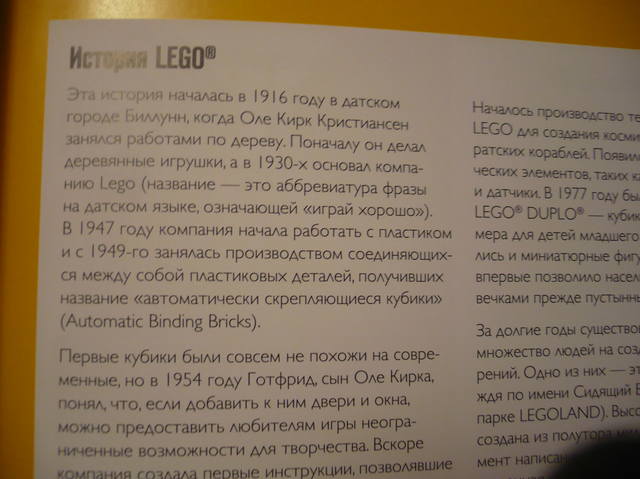 История LEGO®
Эта история началась в 1916 году в датском
городе Биллунн, когда Оле Кирк Кристиансен
занялся работами по дереву. Поначалу он делал
деревянные игрушки, а в 1930-х основал компа-
нию Lego (название — это аббревиатура фразы
на датском языке, означающей «играй хорошо»).
В 1947 году компания начала работать с пластиком
и с 1949-го занялась производством соединяющих-
ся между собой пластиковых деталей, получивших
название «автоматически скрепляющиеся кубики»
(Automatic Binding Bricks).
Первые кубики были совсем не похожи на совре-
менные, но в 1954 году Готфрид, сын Оле Кирка,
понял, что, если добавить к ним двери и окна,
можно предоставить любителям игры неогра-
ниченные возможности для творчества. Вскоре
компания создала первые инструкции, позволявшие
Началось производство те
LEGO для создания косми
ратских кораблей. Появил
ческих элементов, таких ка
и датчики. В 1977 году бы
LEGO® DUPLO® — кубик
мера для детей младшего
лись и миниатюрные фигу
впервые позволило насел
вечками прежде пустынны
За долгие годы существо
множество людей на созд
рений. Одно из них — эт
ждя по имени Сидящий Б
парке LEGOLAND). Высо
создана из полутора
мент написан